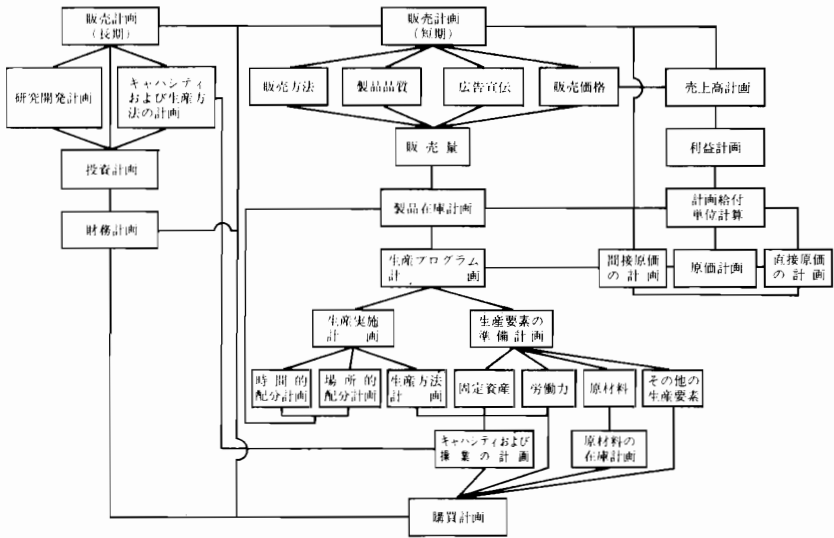 販売計画
(長期)
販売計画
(短期)
研究開発計画
キャパシティ
および生産方
法の計画
販売方法
製品品質
広告宣伝
販売価格
売上高計画
投資計画
販売量
利益計画
財務計画
製品在庫計画
計画給付
単位計算
生産プログラム
計画
間接原価
の計画
原価計画
直接原価
の計画
生産実施
計画
生産要素の
準備計画
時間的
配分計画
場所的
配分計画
生産方法
計画
固定資産
労働力
原材料
その他の
生産要素
キャパシティおよび
操業の計画
原材料の
在庫計画
購買計画